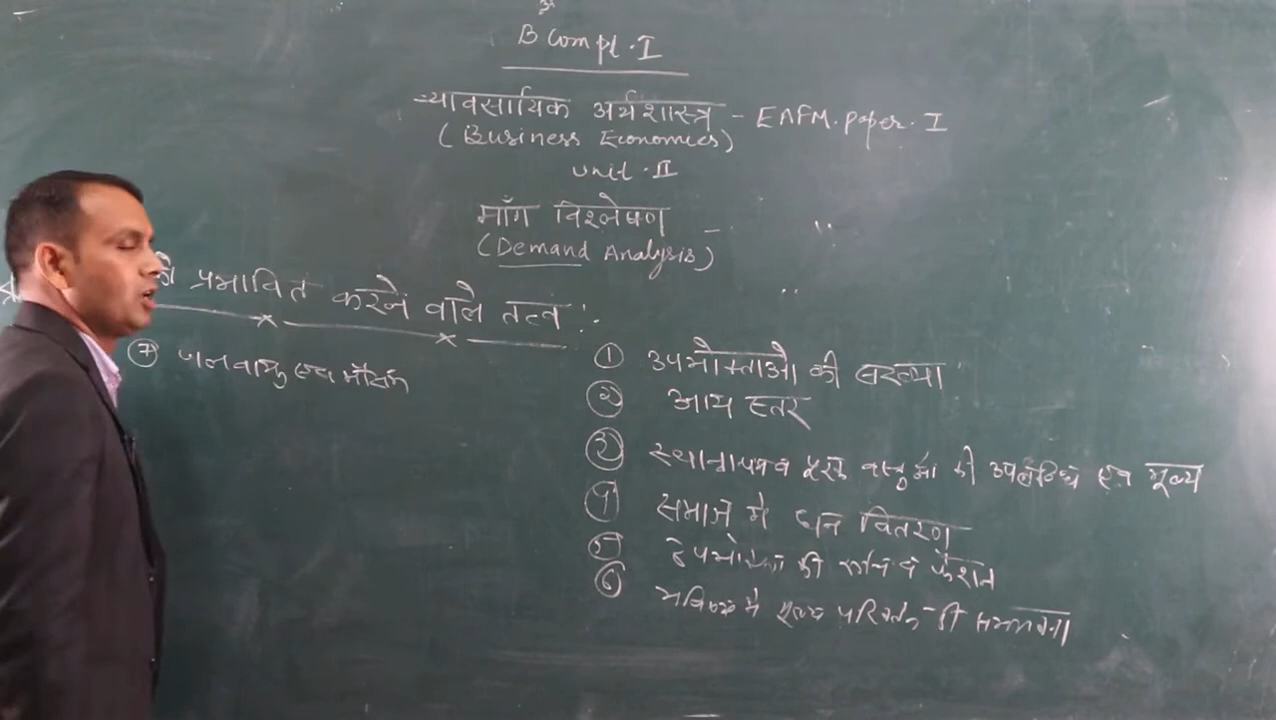 B Com pt. I
व्यावसायिक अर्थशास्त्र - EAFM. paper. I
(Business Economics)
Unit. II
माँग विश्लेषण -
(Demand Analysis)
को प्रभावित करने वाले तत्व :-
① उपभोक्ताओं की संख्या
② आय स्तर
③ स्थानापन्न व पूरक वस्तुओं की उपलब्धि एवं मूल्य
④ समाज में धन वितरण
⑤ उपभोक्ता की रुचि व फैशन
⑥ भविष्य में मूल्य परिवर्तन की सम्भावना
⑦ जलवायु एवं मौसम